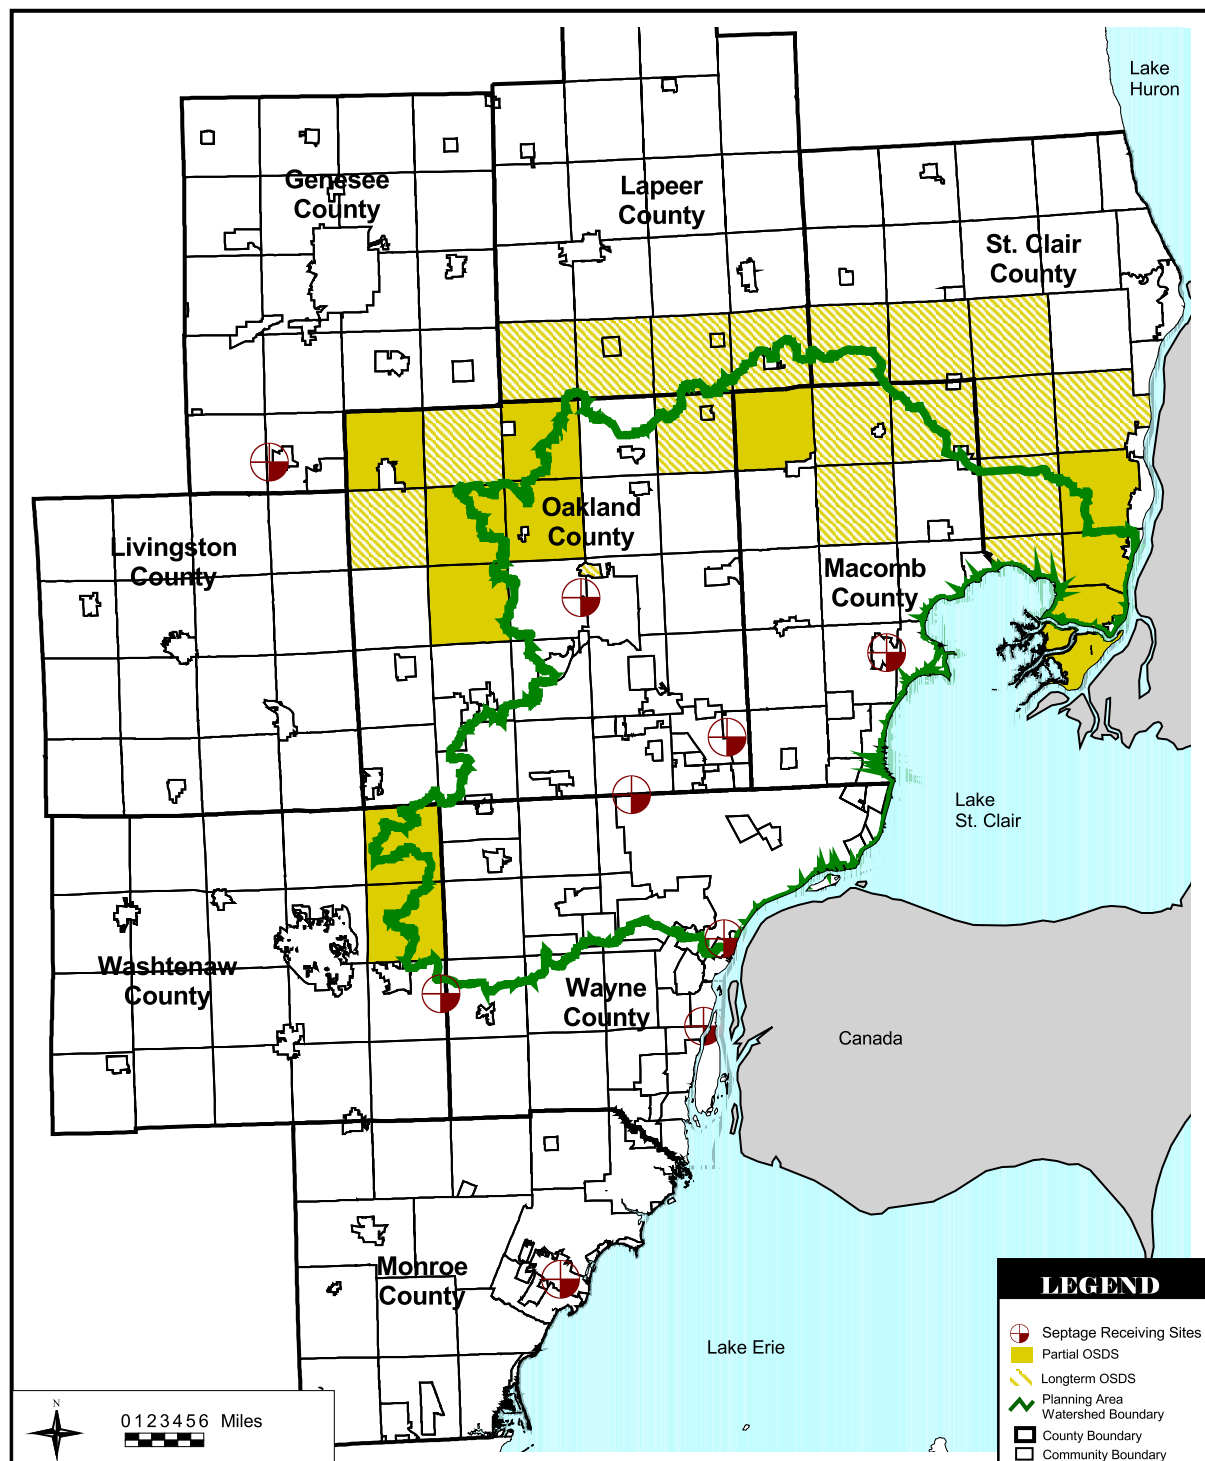 Lake
Huron
Genesee
County
Lapeer
County
St. Clair
County
Oakland
County
Livingston
County
Macomb
County
Lake
St. Clair
Washtenaw
County
Wayne
County
Canada
Monroe
County
Lake Erie
LEGEND
Septage Receiving Sites
Partial OSDS
Longterm OSDS
Planning Area
Watershed Boundary
County Boundary
Community Boundary
N
0 1 2 3 4 5 6 Miles